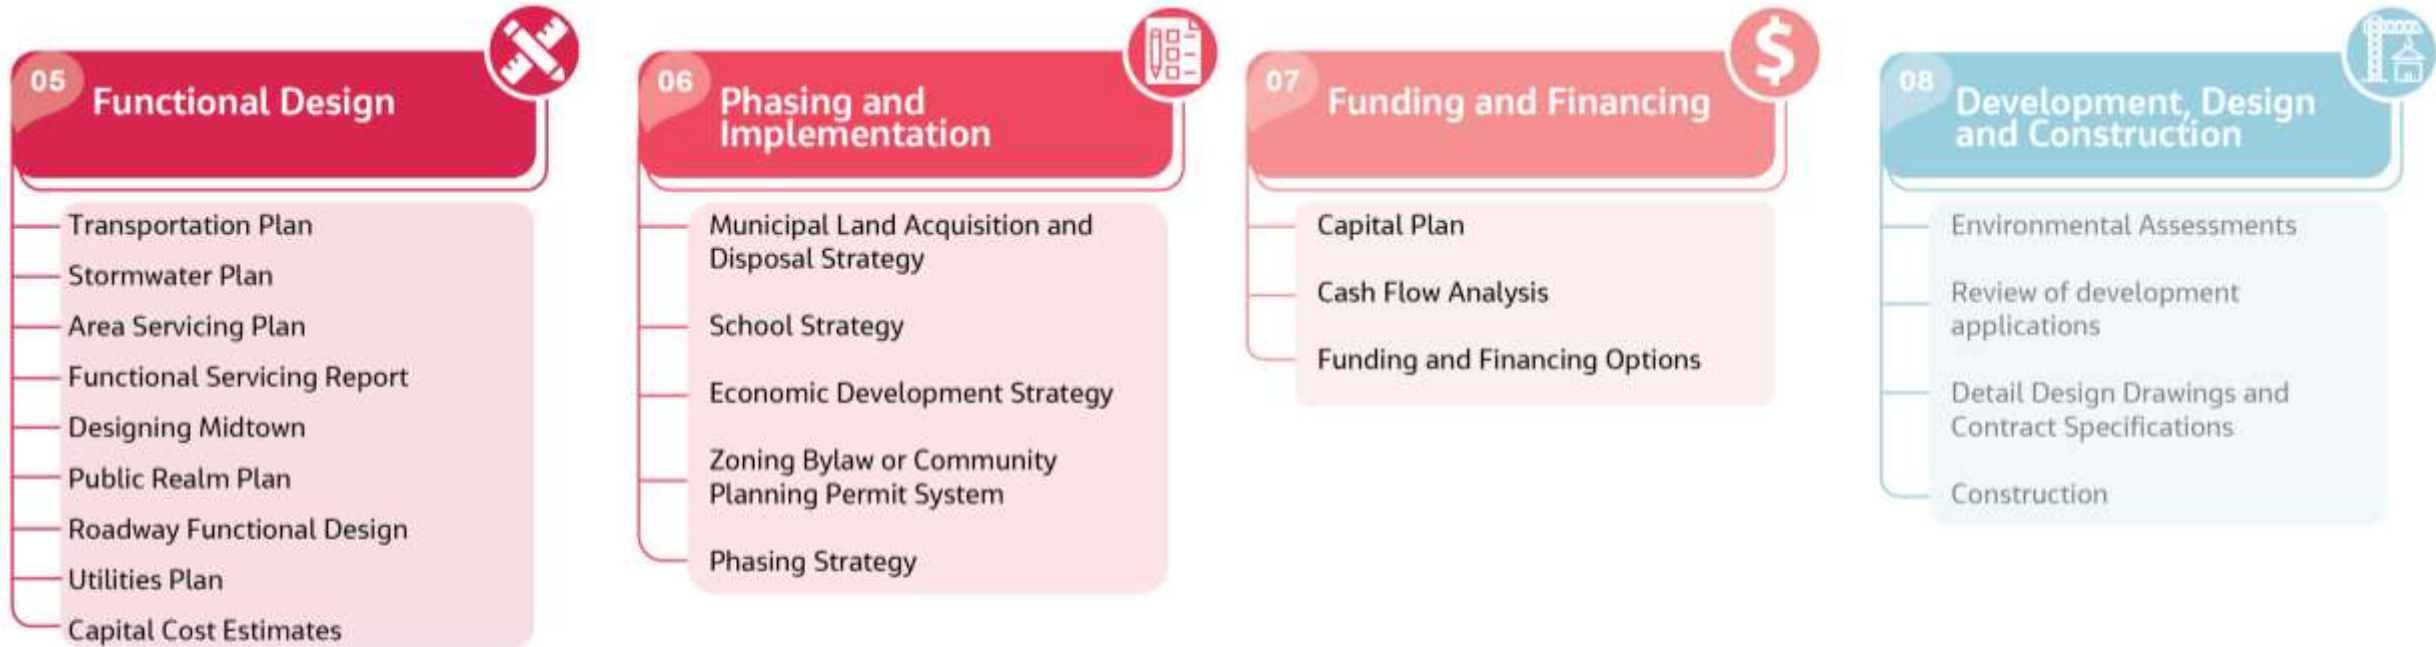 05
Functional Design
Transportation Plan
Stormwater Plan
Area Servicing Plan
Functional Servicing Report
Designing Midtown
Public Realm Plan
Roadway Functional Design
Utilities Plan
Capital Cost Estimates
06
Phasing and
Implementation
Municipal Land Acquisition and
Disposal Strategy
School Strategy
Economic Development Strategy
Zoning Bylaw or Community
Planning Permit System
Phasing Strategy
07
Funding and Financing
$
Capital Plan
Cash Flow Analysis
Funding and Financing Options
08
Development, Design
and Construction
Environmental Assessments
Review of development
applications
Detail Design Drawings and
Contract Specifications
Construction